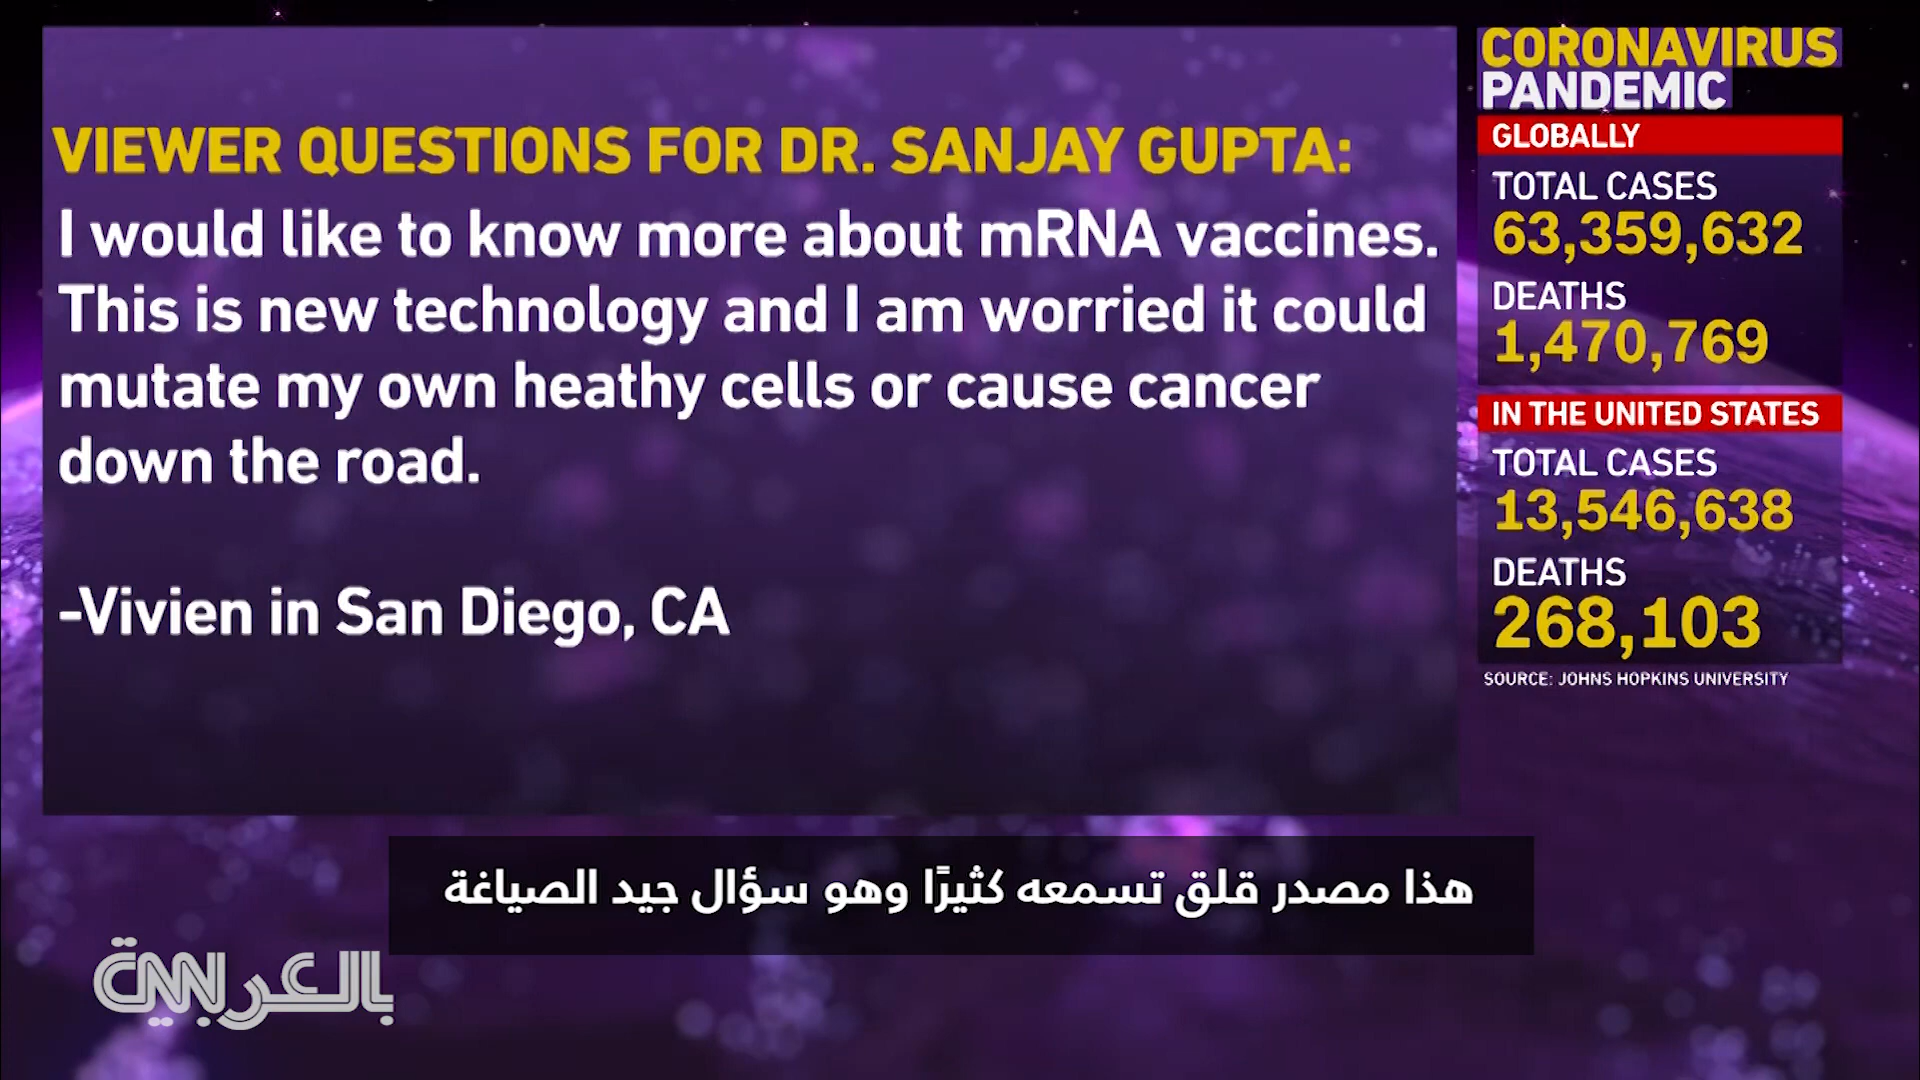 VIEWER QUESTIONS FOR DR. SANJAY GUPTA:
I would like to know more about mRNA vaccines.
This is new technology and I am worried it could
mutate my own heathy cells or cause cancer
down the road.
-Vivien in San Diego, CA
CORONAVIRUS
PANDEMIC
GLOBALLY
TOTAL CASES
63,359,632
DEATHS
1,470,769
IN THE UNITED STATES
TOTAL CASES
13,546,638
DEATHS
268,103
SOURCE: JOHNS HOPKINS UNIVERSITY
هذا مصدر قلق تسمعه كثيرًا وهو سؤال جيد الصياغة
CNN بالعربية